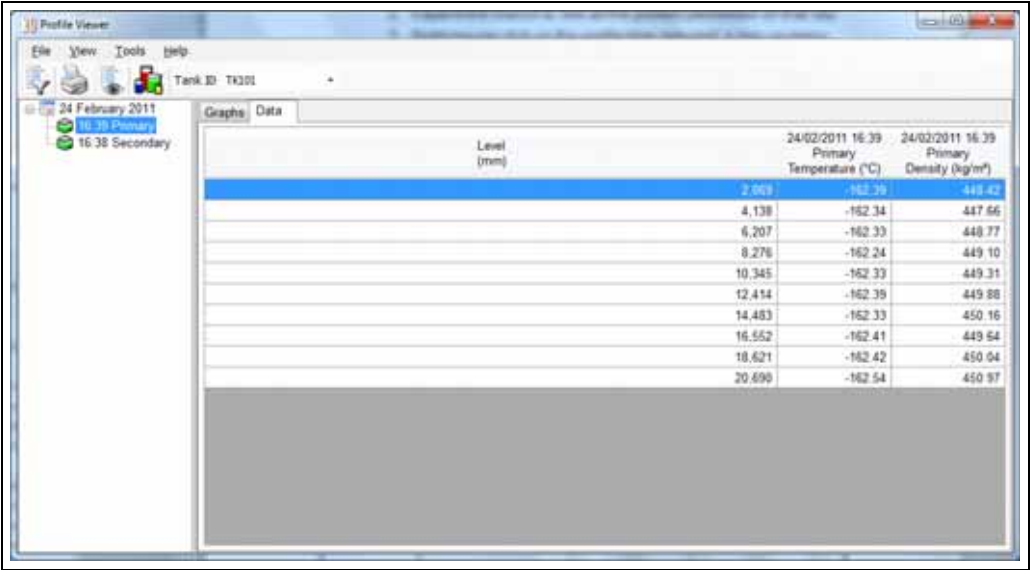 Profile Viewer
File View Tools Help
Tank ID TK101
24 February 2011
16:39 Primary
16:38 Secondary
Graphs Data
Level
(mm)
24/02/2011 16:39
Primary
Temperature (°C)
24/02/2011 16:39
Primary
Density (kg/m³)
2,069 -162.39 448.42
4,138 -162.34 447.66
6,207 -162.33 448.77
8,276 -162.24 449.10
10,345 -162.33 449.31
12,414 -162.39 449.88
14,483 -162.33 450.16
16,552 -162.41 449.64
18,621 -162.42 450.04
20,690 -162.54 450.97